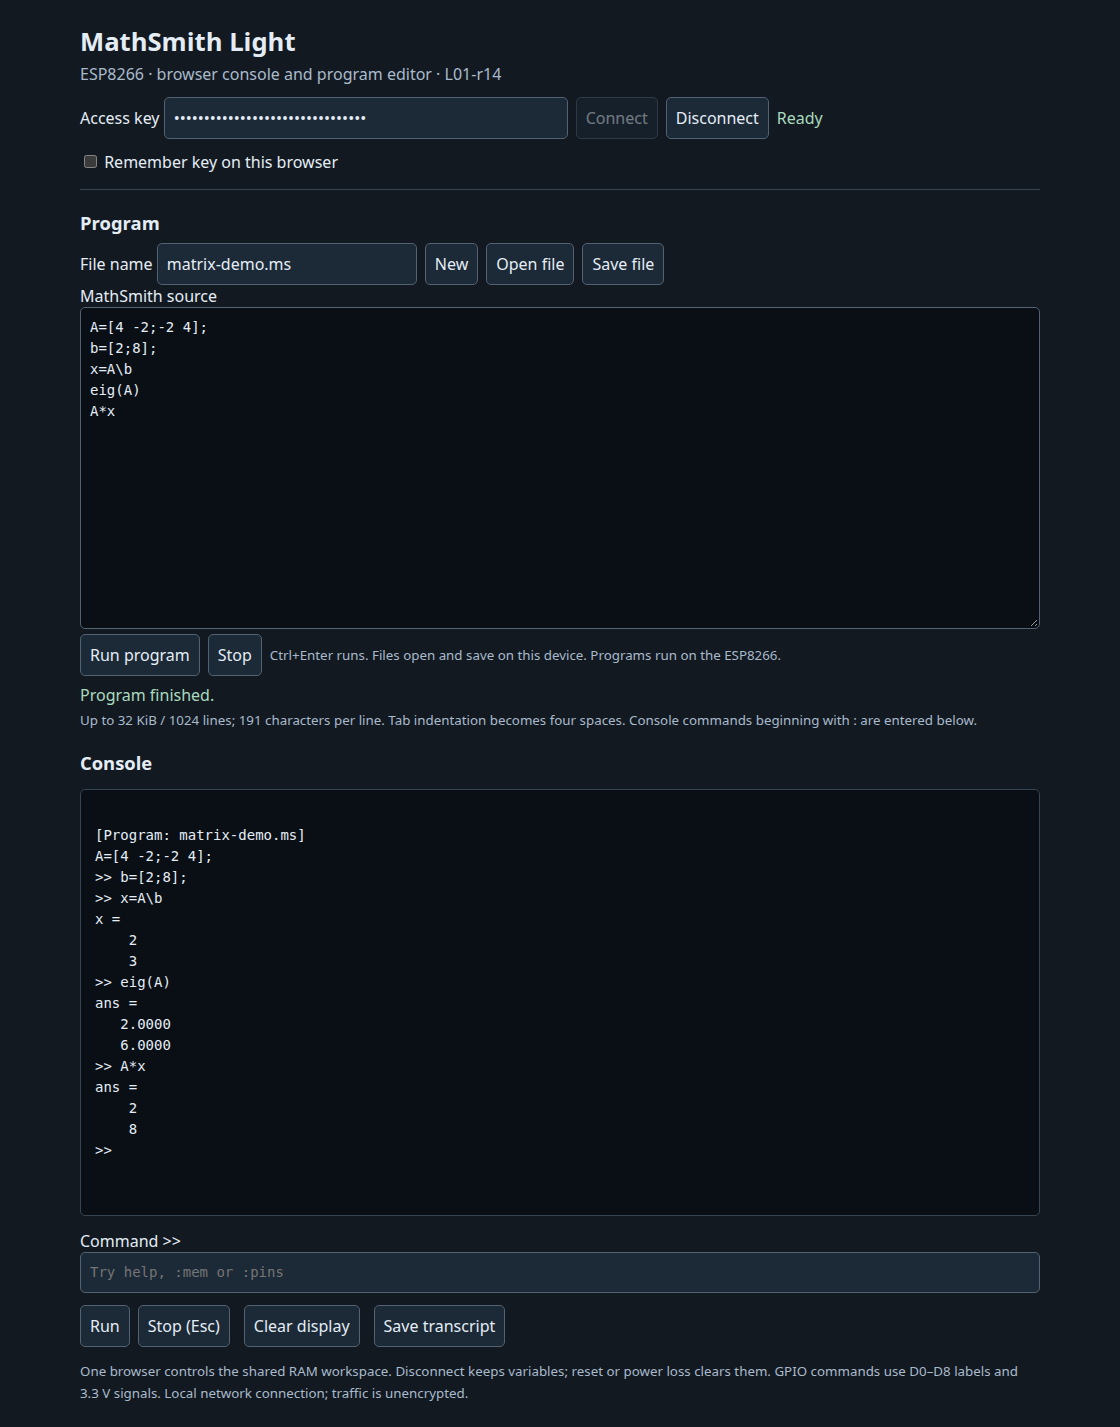 MathSmith Light
ESP8266 · browser console and program editor · L01-r14
Access key •••••••••••••••••••••••••••••••• Connect Disconnect Ready
Remember key on this browser
Program
File name matrix-demo.ms New Open file Save file
MathSmith source
A=[4 -2;-2 4];
b=[2;8];
x=A\b
eig(A)
A*x
Run program Stop Ctrl+Enter runs. Files open and save on this device. Programs run on the ESP8266.
Program finished.
Up to 32 KiB / 1024 lines; 191 characters per line. Tab indentation becomes four spaces. Console commands beginning with : are entered below.
Console
[Program: matrix-demo.ms]
A=[4 -2;-2 4];
>> b=[2;8];
>> x=A\b
x =
2
3
>> eig(A)
ans =
2.0000
6.0000
>> A*x
ans =
2
8
>>
Command >>
Try help, :mem or :pins
Run Stop (Esc) Clear display Save transcript
One browser controls the shared RAM workspace. Disconnect keeps variables; reset or power loss clears them. GPIO commands use D0–D8 labels and
3.3 V signals. Local network connection; traffic is unencrypted.